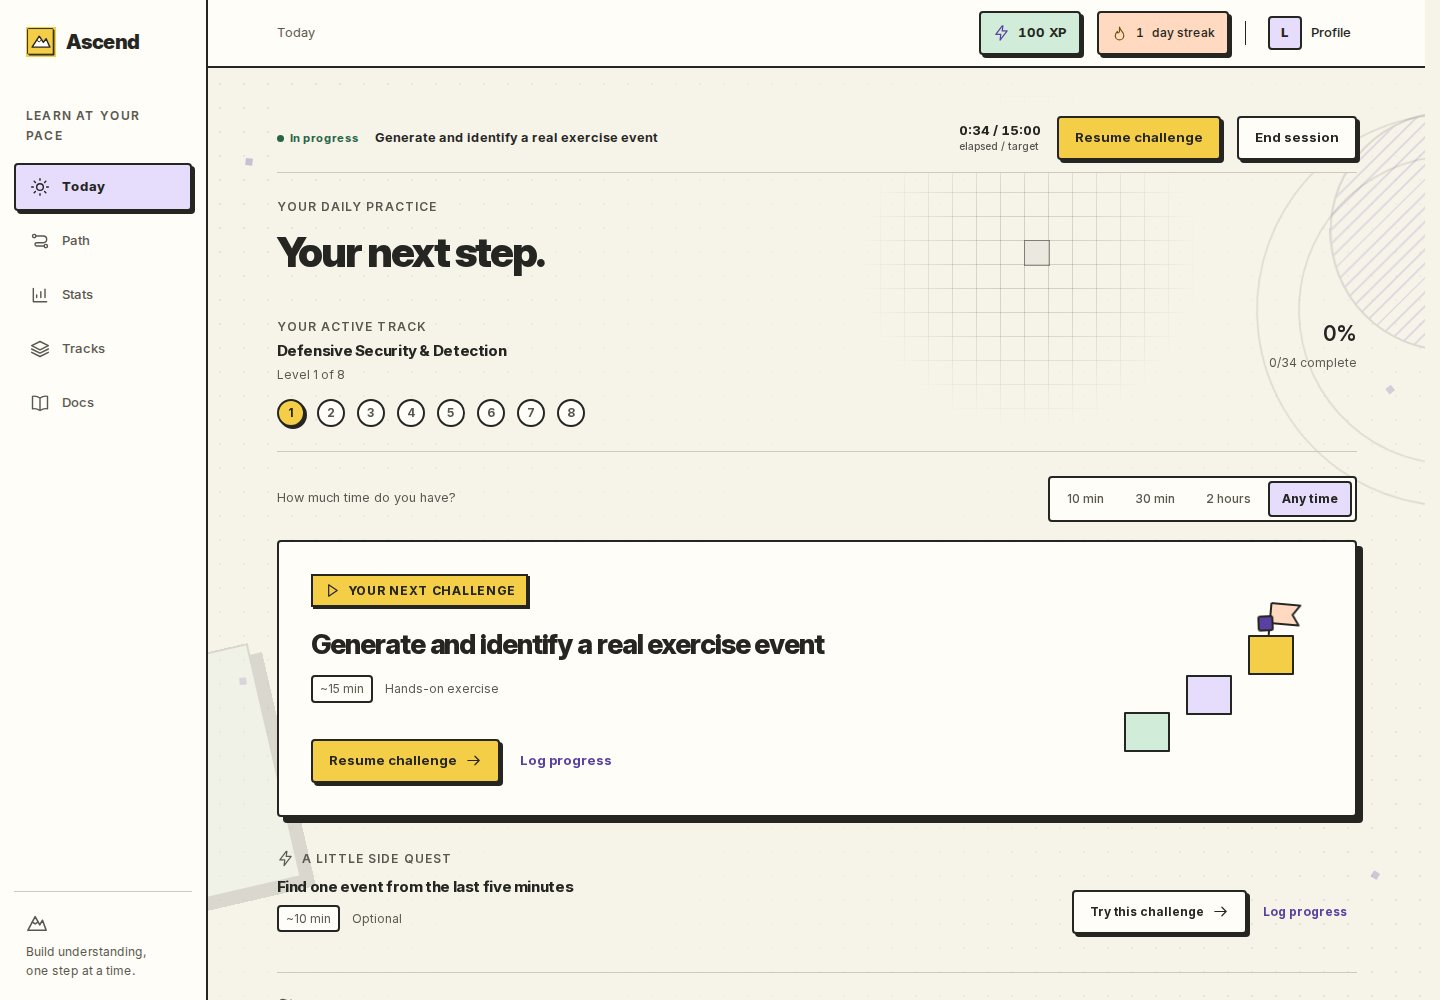 Ascend
LEARN AT YOUR
PACE
Today
Path
Stats
Tracks
Docs
Build understanding,
one step at a time.
Today
100 XP
1 day streak
L
Profile
In progress
Generate and identify a real exercise event
0:34 / 15:00
elapsed / target
Resume challenge
End session
YOUR DAILY PRACTICE
Your next step.
YOUR ACTIVE TRACK
Defensive Security & Detection
Level 1 of 8
1 2 3 4 5 6 7 8
0%
0/34 complete
How much time do you have?
10 min
30 min
2 hours
Any time
YOUR NEXT CHALLENGE
Generate and identify a real exercise event
~15 min
Hands-on exercise
Resume challenge
Log progress
A LITTLE SIDE QUEST
Find one event from the last five minutes
~10 min
Optional
Try this challenge
Log progress